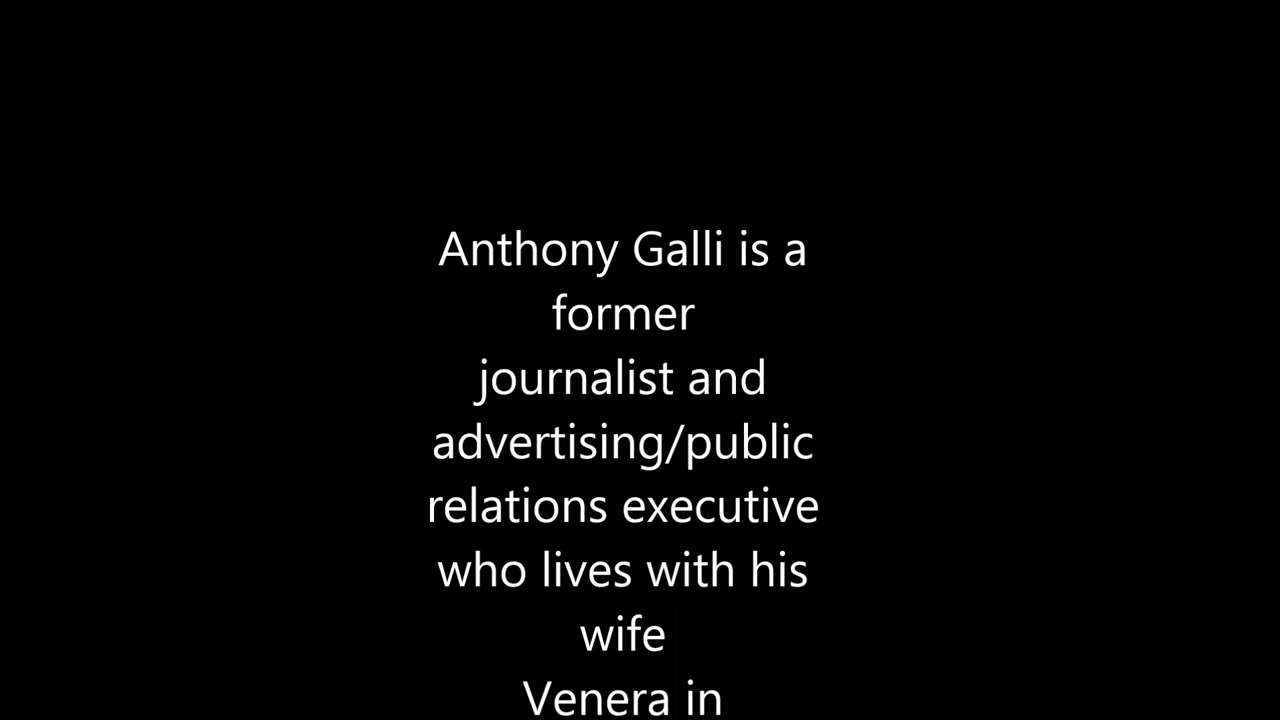 Anthony Galli is a
former
journalist and
advertising/public
relations executive
who lives with his
wife
Venera in